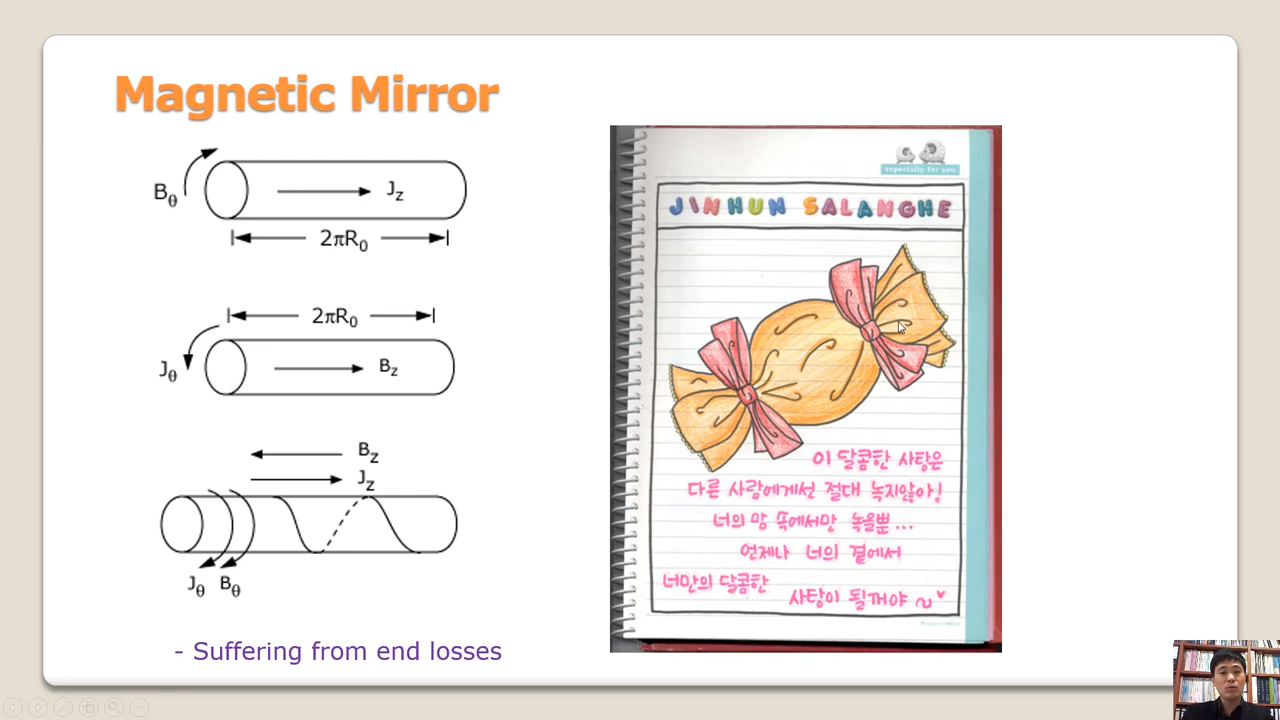 Magnetic Mirror
Bθ
Jz
2πR0
2πR0
Jθ
Bz
Bz
Jz
Jθ Bθ
- Suffering from end losses
especially for you
JINHUN SALANGHE
이 달콤한 사탕은
다른 사람에게선 절대 녹지않아!
너의 맘 속에서만 녹을뿐...
언제나 너의 곁에서
너만의 달콤한
사탕이 될꺼야~